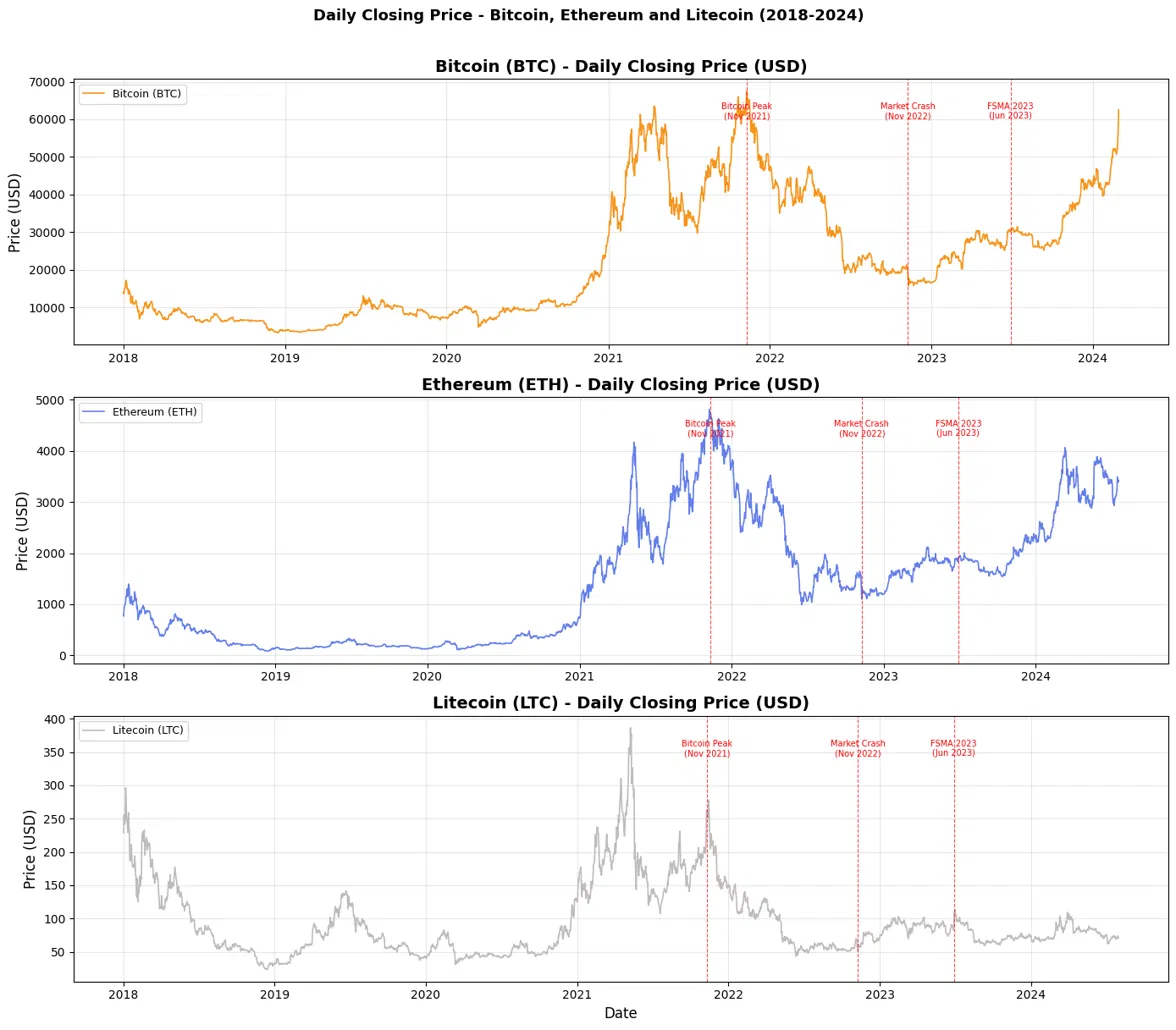 Daily Closing Price - Bitcoin, Ethereum and Litecoin (2018-2024)
Bitcoin (BTC) - Daily Closing Price (USD)
Price (USD)
70000
60000
50000
40000
30000
20000
10000
Bitcoin (BTC)
Bitcoin Peak
(Nov 2021)
Market Crash
(Nov 2022)
FSMA 2023
(Jun 2023)
2018 2019 2020 2021 2022 2023 2024
Ethereum (ETH) - Daily Closing Price (USD)
Price (USD)
5000
4000
3000
2000
1000
0
Ethereum (ETH)
Bitcoin Peak
(Nov 2021)
Market Crash
(Nov 2022)
FSMA 2023
(Jun 2023)
2018 2019 2020 2021 2022 2023 2024
Litecoin (LTC) - Daily Closing Price (USD)
Price (USD)
400
350
300
250
200
150
100
50
Litecoin (LTC)
Bitcoin Peak
(Nov 2021)
Market Crash
(Nov 2022)
FSMA 2023
(Jun 2023)
2018 2019 2020 2021 2022 2023 2024
Date